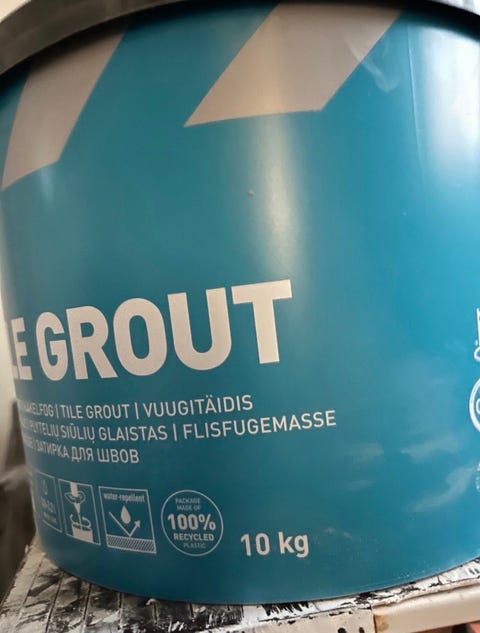 LE GROUT
KAKELFOG | TILE GROUT | VUUGITÄIDIS
PLYTELIŲ SIŪLIŲ GLAISTAS | FLISFUGEMASSE
ЗАТИРКА ДЛЯ ШВОВ
water-repellent
PACKAGE
MADE OF
100%
RECYCLED
PLASTIC
10 kg